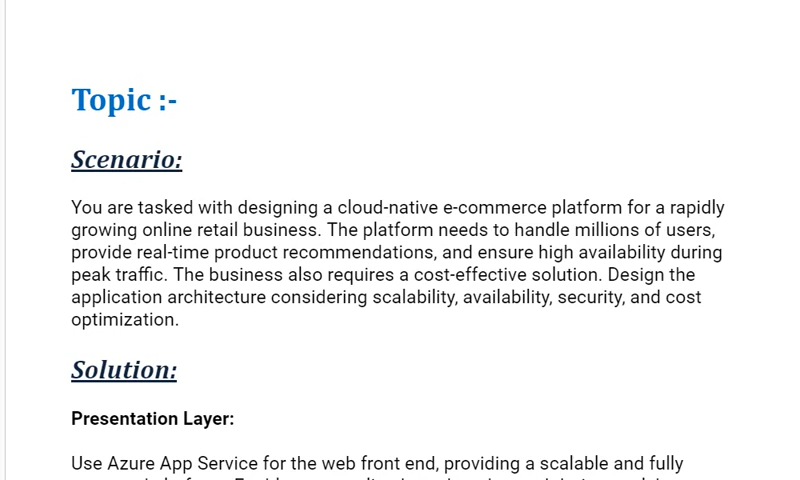 Topic :-
Scenario:
You are tasked with designing a cloud-native e-commerce platform for a rapidly
growing online retail business. The platform needs to handle millions of users,
provide real-time product recommendations, and ensure high availability during
peak traffic. The business also requires a cost-effective solution. Design the
application architecture considering scalability, availability, security, and cost
optimization.
Solution:
Presentation Layer:
Use Azure App Service for the web front end, providing a scalable and fully